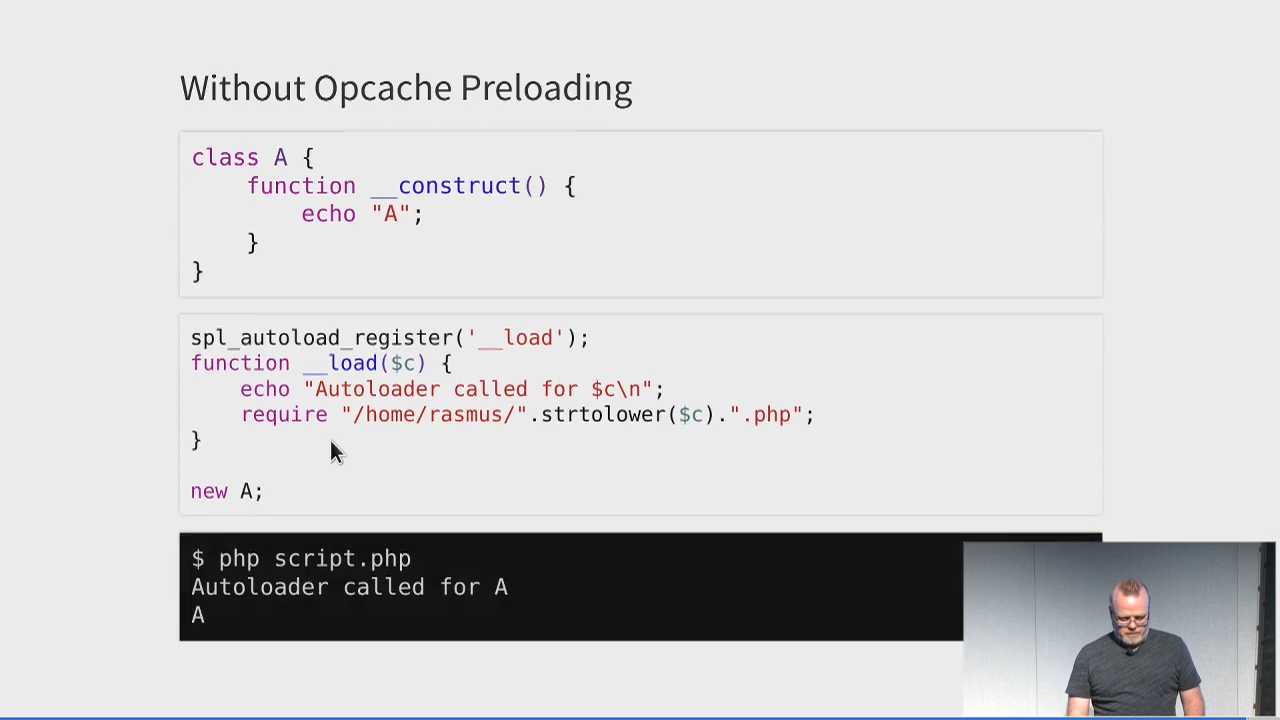 Without Opcache Preloading
class A {
    function __construct() {
        echo "A";
    }
}
spl_autoload_register('__load');
function __load($c) {
    echo "Autoloader called for $c\n";
    require "/home/rasmus/".strtolower($c).".php";
}
new A;
$ php script.php
Autoloader called for A
A